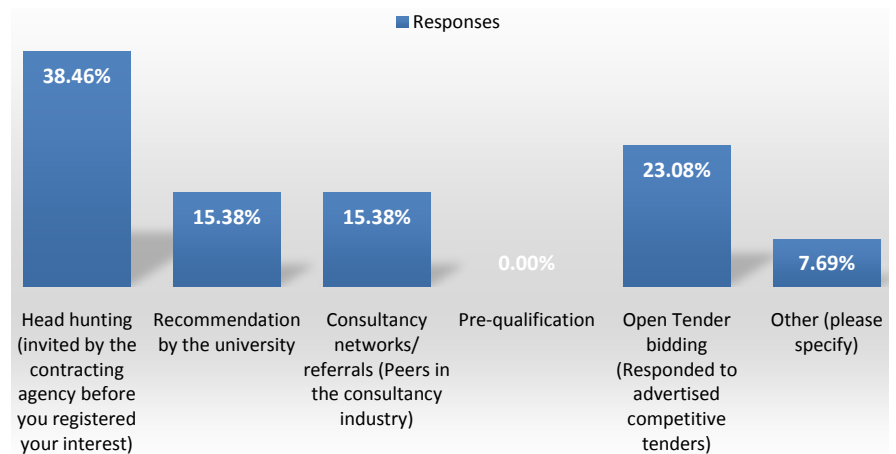 Responses
38.46%
15.38%
15.38%
0.00%
23.08%
7.69%
Head hunting
(invited by the
contracting
agency before
you registered
your interest)
Recommendation
by the university
Consultancy
networks/
referrals (Peers in
the consultancy
industry)
Pre-qualification
Open Tender
bidding
(Responded to
advertised
competitive
tenders)
Other (please
specify)